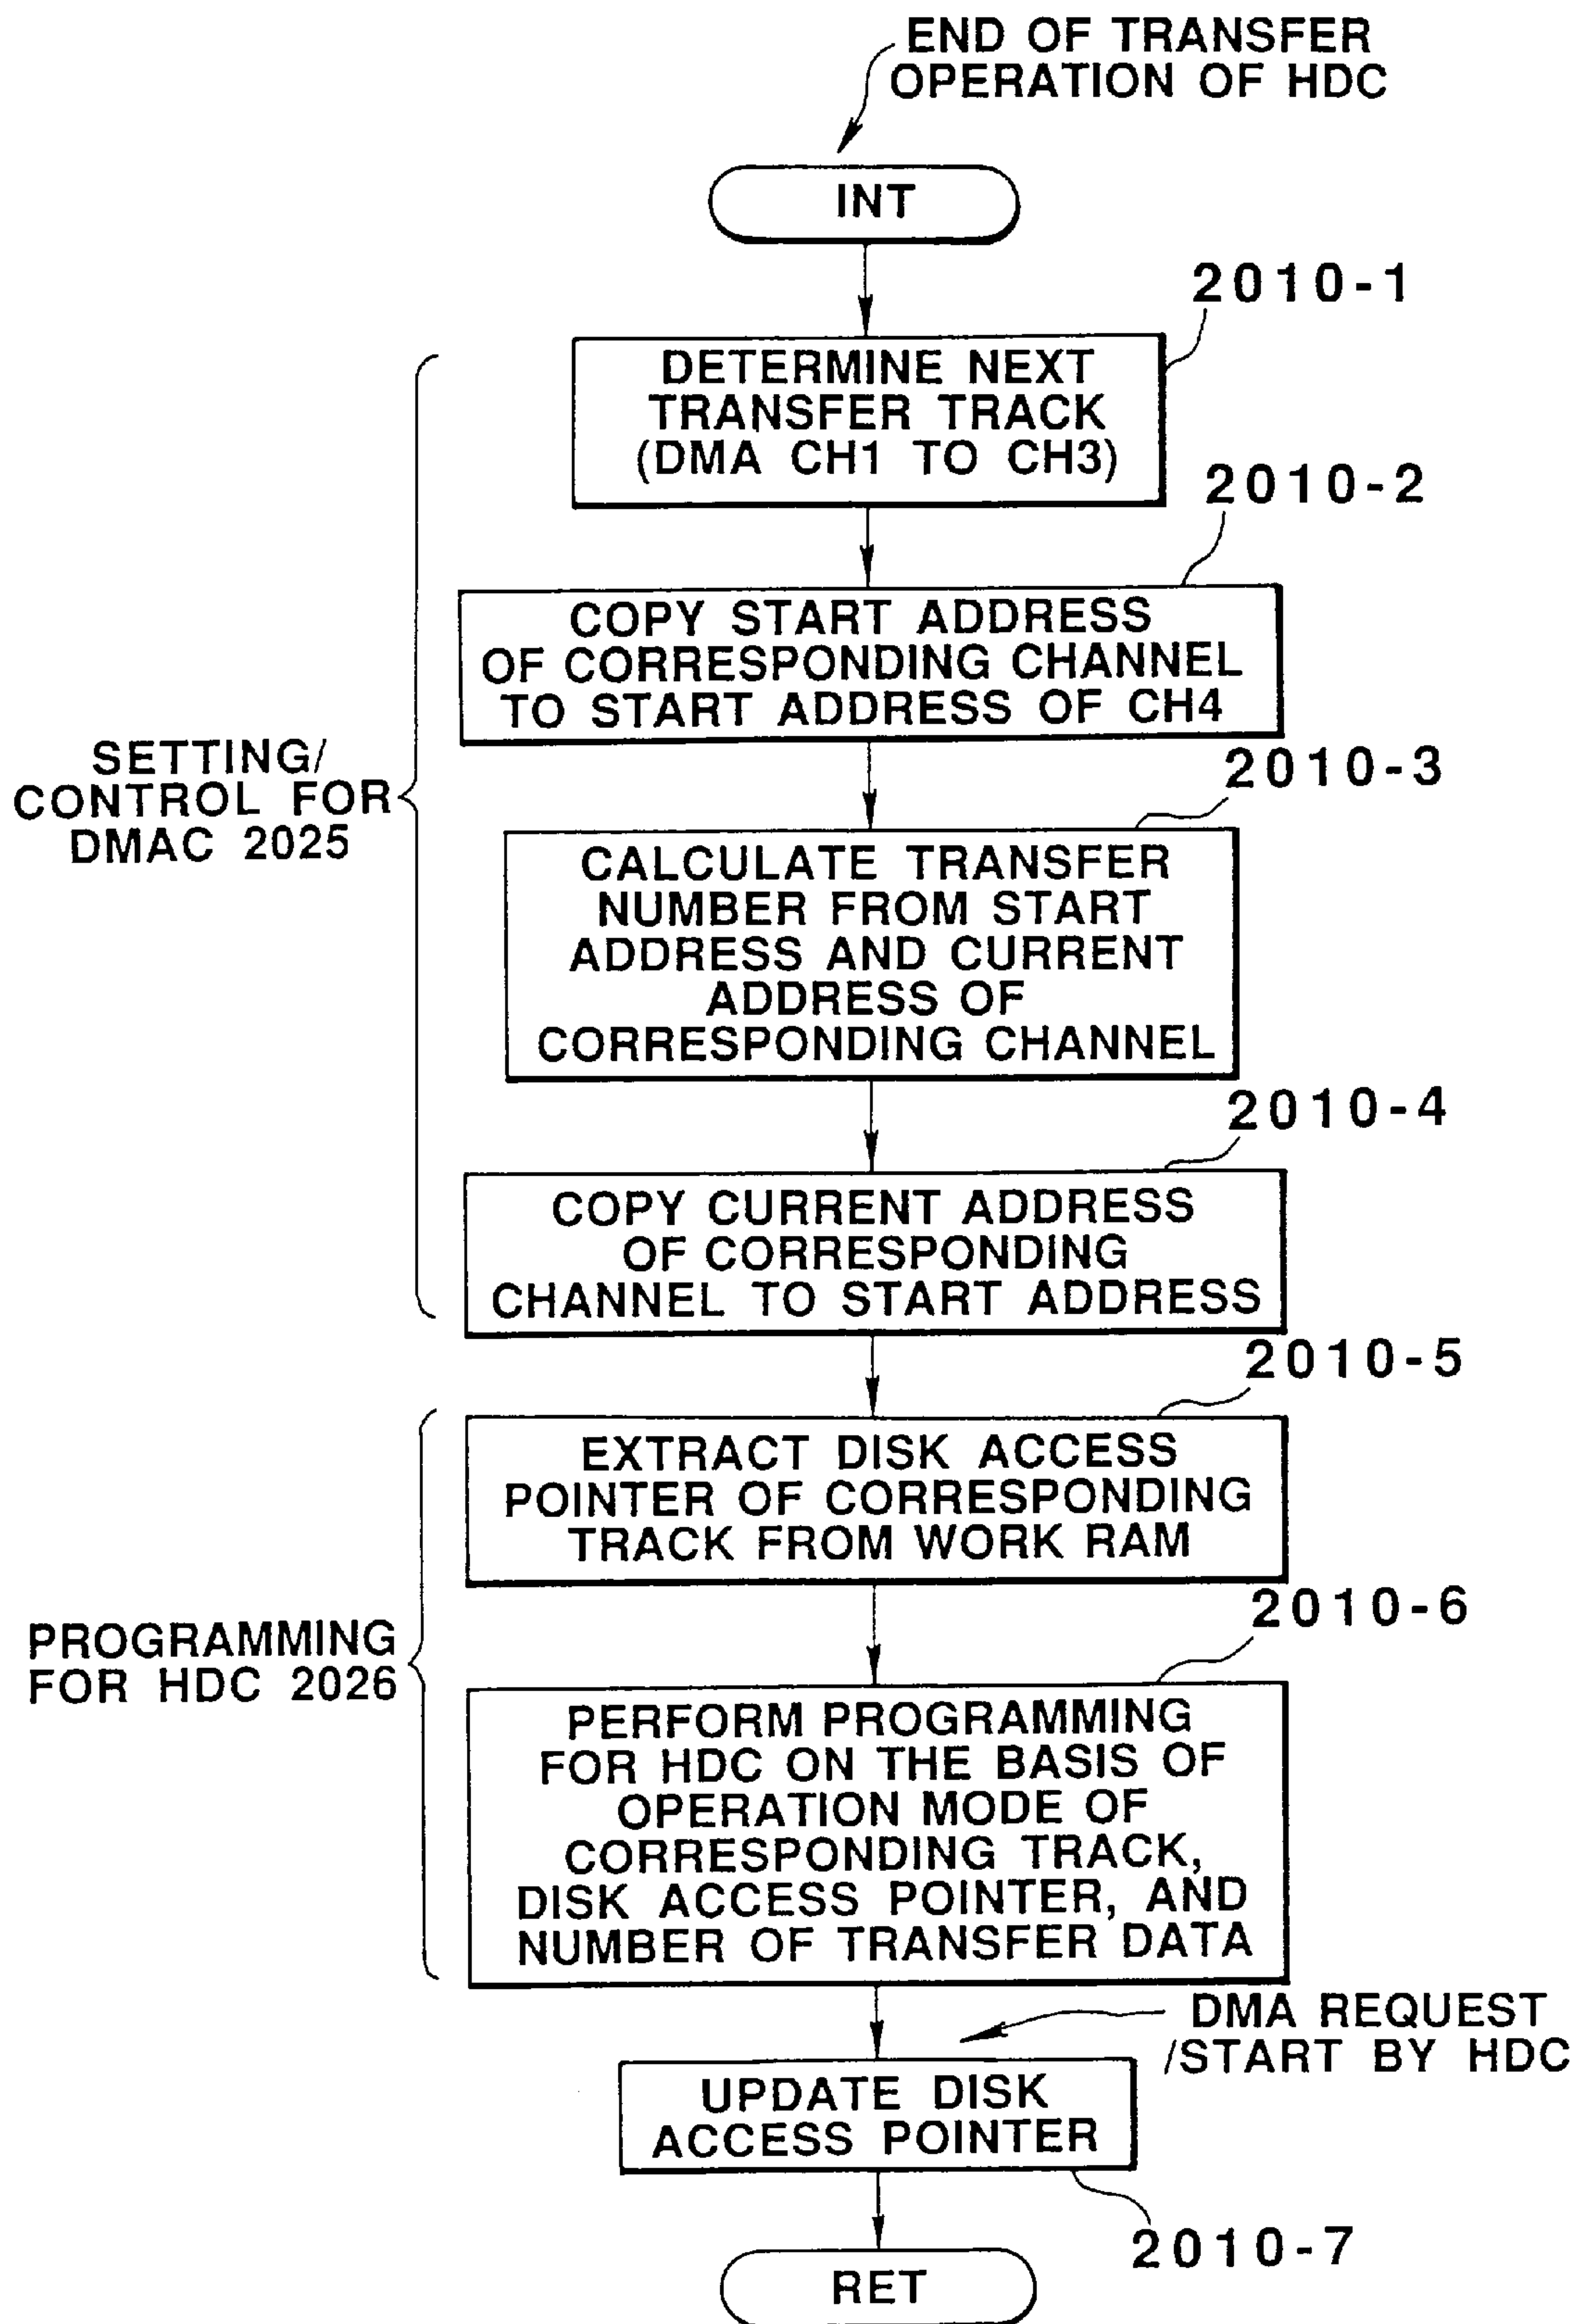 END OF TRANSFER
OPERATION OF HDC
INT
2010-1
DETERMINE NEXT
TRANSFER TRACK
(DMA CH1 TO CH3)
2010-2
COPY START ADDRESS
OF CORRESPONDING CHANNEL
TO START ADDRESS OF CH4
SETTING/
CONTROL FOR
DMAC 2025
2010-3
CALCULATE TRANSFER
NUMBER FROM START
ADDRESS AND CURRENT
ADDRESS OF
CORRESPONDING CHANNEL
2010-4
COPY CURRENT ADDRESS
OF CORRESPONDING
CHANNEL TO START ADDRESS
2010-5
EXTRACT DISK ACCESS
POINTER OF CORRESPONDING
TRACK FROM WORK RAM
PROGRAMMING
FOR HDC 2026
2010-6
PERFORM PROGRAMMING
FOR HDC ON THE BASIS OF
OPERATION MODE OF
CORRESPONDING TRACK,
DISK ACCESS POINTER, AND
NUMBER OF TRANSFER DATA
DMA REQUEST
/START BY HDC
UPDATE DISK
ACCESS POINTER
2010-7
RET